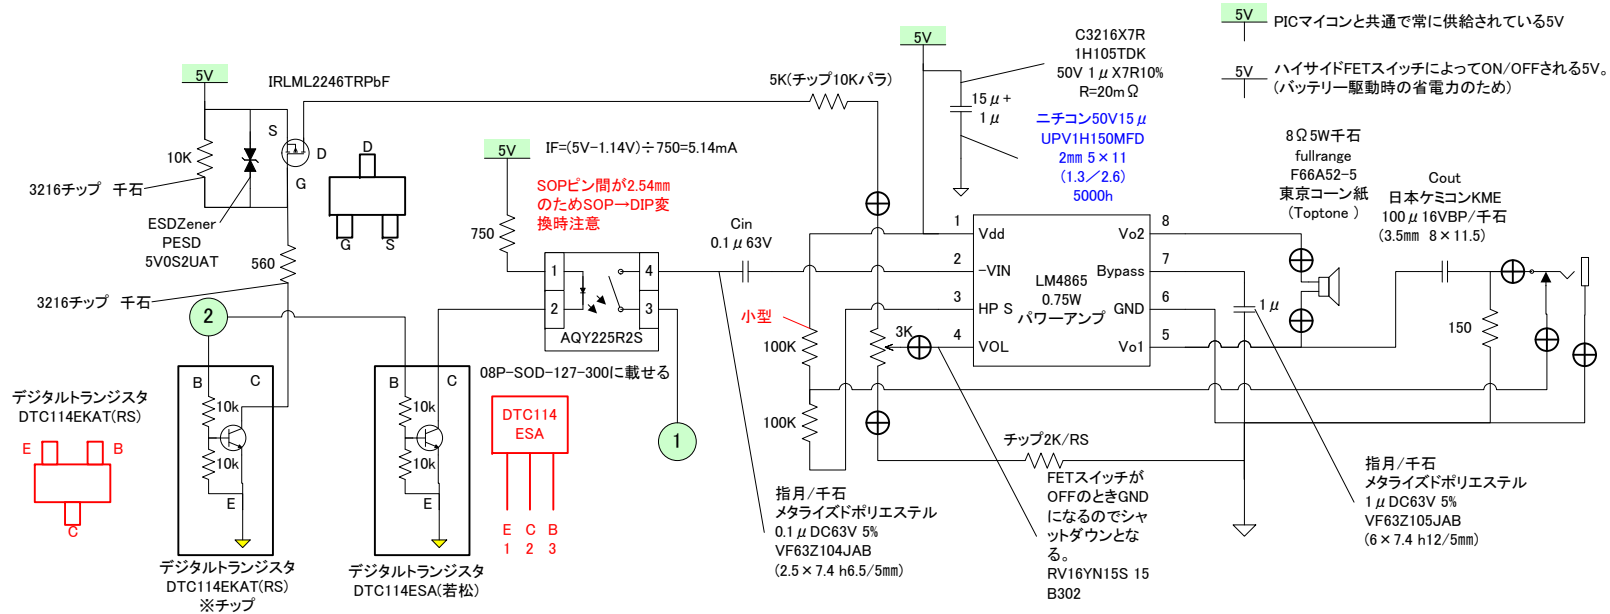 5V
PICマイコンと共通で常に供給されている5V
5V
ハイサイドFETスイッチによってON/OFFされる5V。
(バッテリー駆動時の省電力のため)
5V
IRLML2246TRPbF
S
D
G
10K
3216チップ 千石
ESDZener
PESD
5V0S2UAT
D
G
S
560
3216チップ 千石
2
5V
IF=(5V-1.14V)÷750=5.14mA
SOPピン間が2.54㎜
のためSOP→DIP変
換時注意
750
1
2
4
3
AQY225R2S
08P-SOD-127-300に載せる
1
5K(チップ10Kパラ)
Cin
0.1μ63V
5V
C3216X7R
1H105TDK
50V 1μX7R10%
R=20mΩ
15μ+
1μ
ニチコン50V15μ
UPV1H150MFD
2mm 5×11
(1.3/2.6)
5000h
8Ω5W千石
fullrange
F66A52-5
東京コーン紙
(Toptone )
Cout
日本ケミコンKME
100μ16VBP/千石
(3.5mm 8×11.5)
1
2
3
4
Vdd
-VIN
HP S
VOL
LM4865
0.75W
パワーアンプ
Vo2
Bypass
GND
Vo1
8
7
6
5
小型
100K
100K
3K
1μ
150
チップ2K/RS
FETスイッチが
OFFのときGND
になるのでシャ
ットダウンとな
る。
RV16YN15S 15
B302
指月/千石
メタライズドポリエステル
0.1μDC63V 5%
VF63Z104JAB
(2.5×7.4 h6.5/5mm)
指月/千石
メタライズドポリエステル
1μDC63V 5%
VF63Z105JAB
(6×7.4 h12/5mm)
デジタルトランジスタ
DTC114EKAT(RS)
E
B
C
B
C
10k
10k
E
デジタルトランジスタ
DTC114EKAT(RS)
※チップ
B
C
10k
10k
E
デジタルトランジスタ
DTC114ESA(若松)
DTC114
ESA
E
C
B
1
2
3